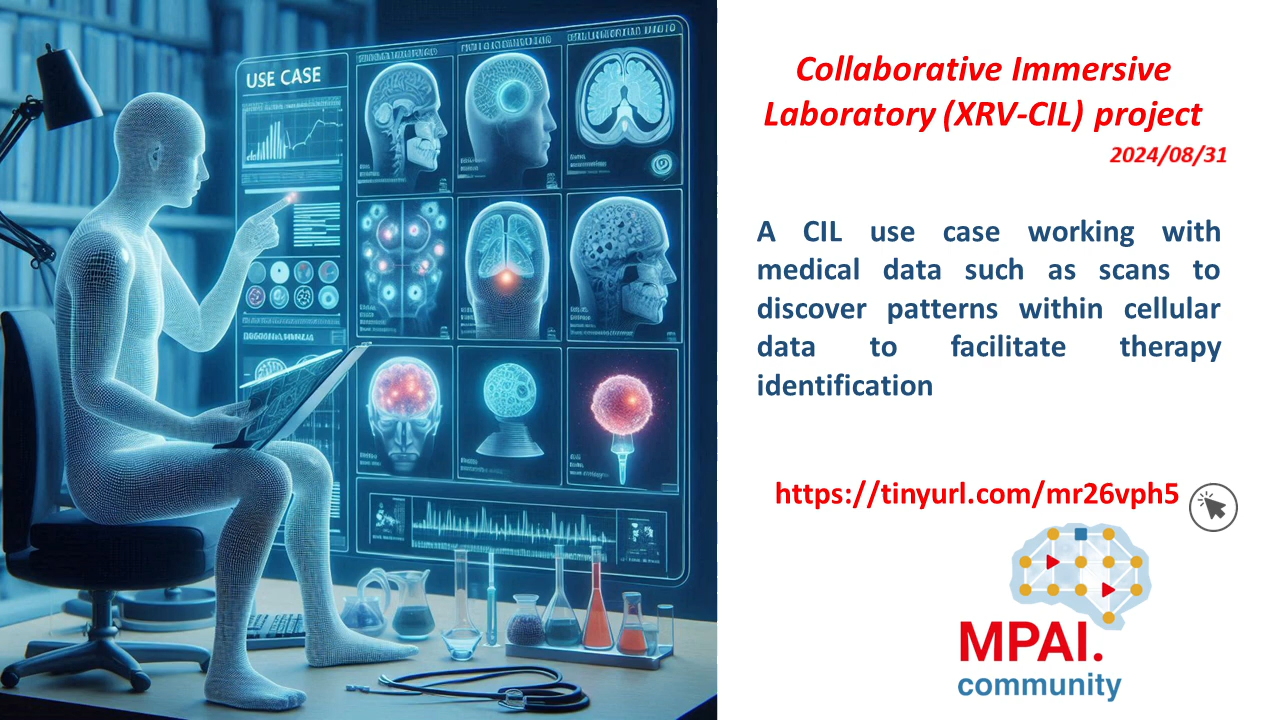 USE CASE
Collaborative Immersive
Laboratory (XRV-CIL) project
2024/08/31
A CIL use case working with
medical data such as scans to
discover patterns within cellular
data to facilitate therapy
identification
https://tinyurl.com/mr26vph5
MPAI.
community